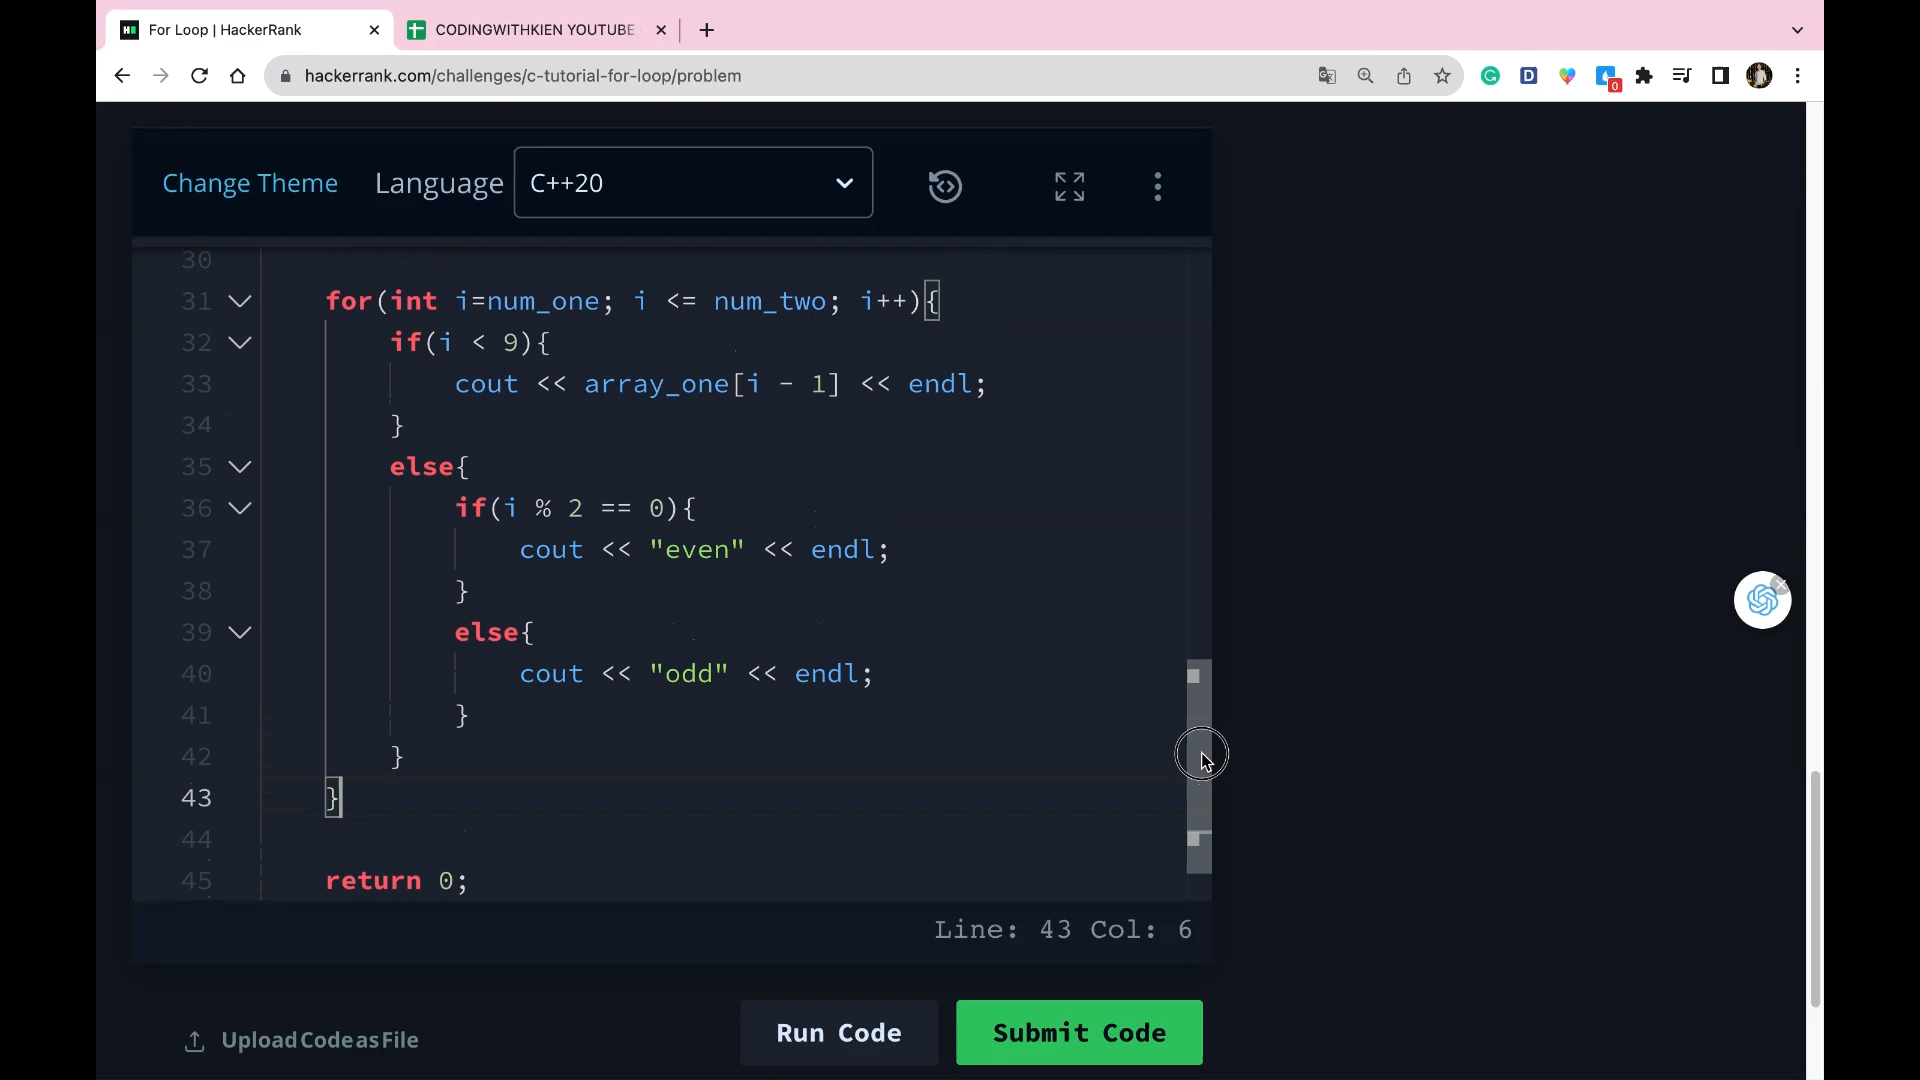 For Loop | HackerRank
CODINGWITHKIEN YOUTUBE
hackerrank.com/challenges/c-tutorial-for-loop/problem
0
Change Theme
Language
C++20
30
31 for(int i=num_one; i <= num_two; i++){
32 if(i < 9){
33 cout << array_one[i - 1] << endl;
34 }
35 else{
36 if(i % 2 == 0){
37 cout << "even" << endl;
38 }
39 else{
40 cout << "odd" << endl;
41 }
42 }
43 }
44
45 return 0;
Line: 43 Col: 6
Upload Code as File
Run Code
Submit Code